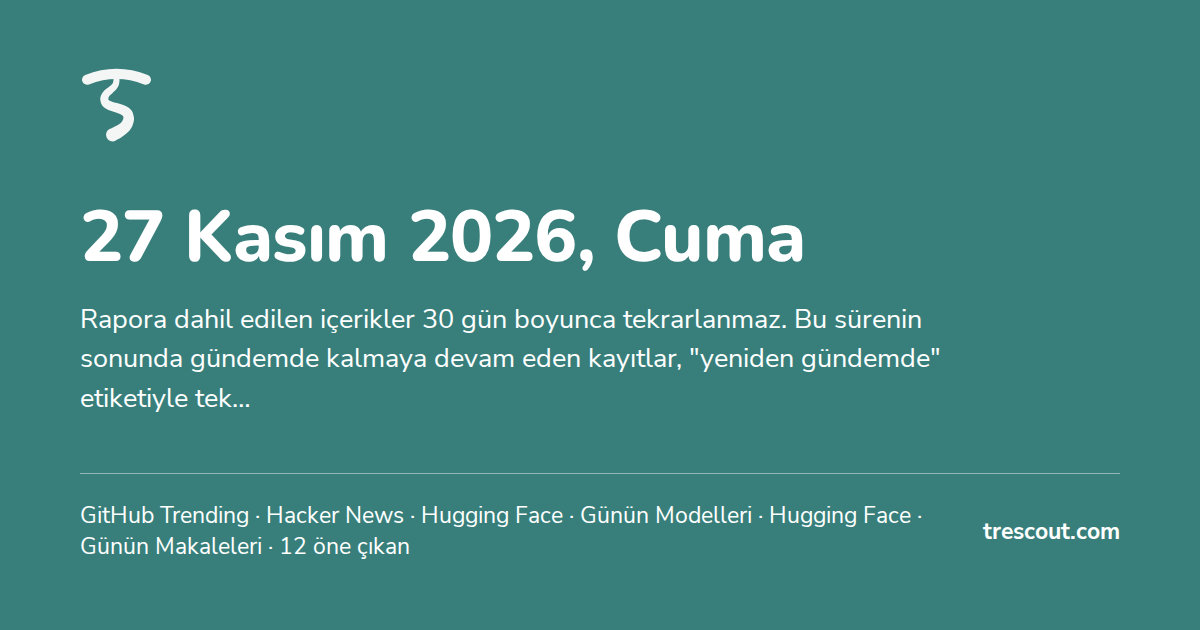 27 Kasım 2026, Cuma
Rapora dahil edilen içerikler 30 gün boyunca tekrarlanmaz. Bu sürenin
sonunda gündemde kalmaya devam eden kayıtlar, "yeniden gündemde"
etiketiyle tek...
GitHub Trending · Hacker News · Hugging Face · Günün Modelleri · Hugging Face ·
Günün Makaleleri · 12 öne çıkan
trescout.com